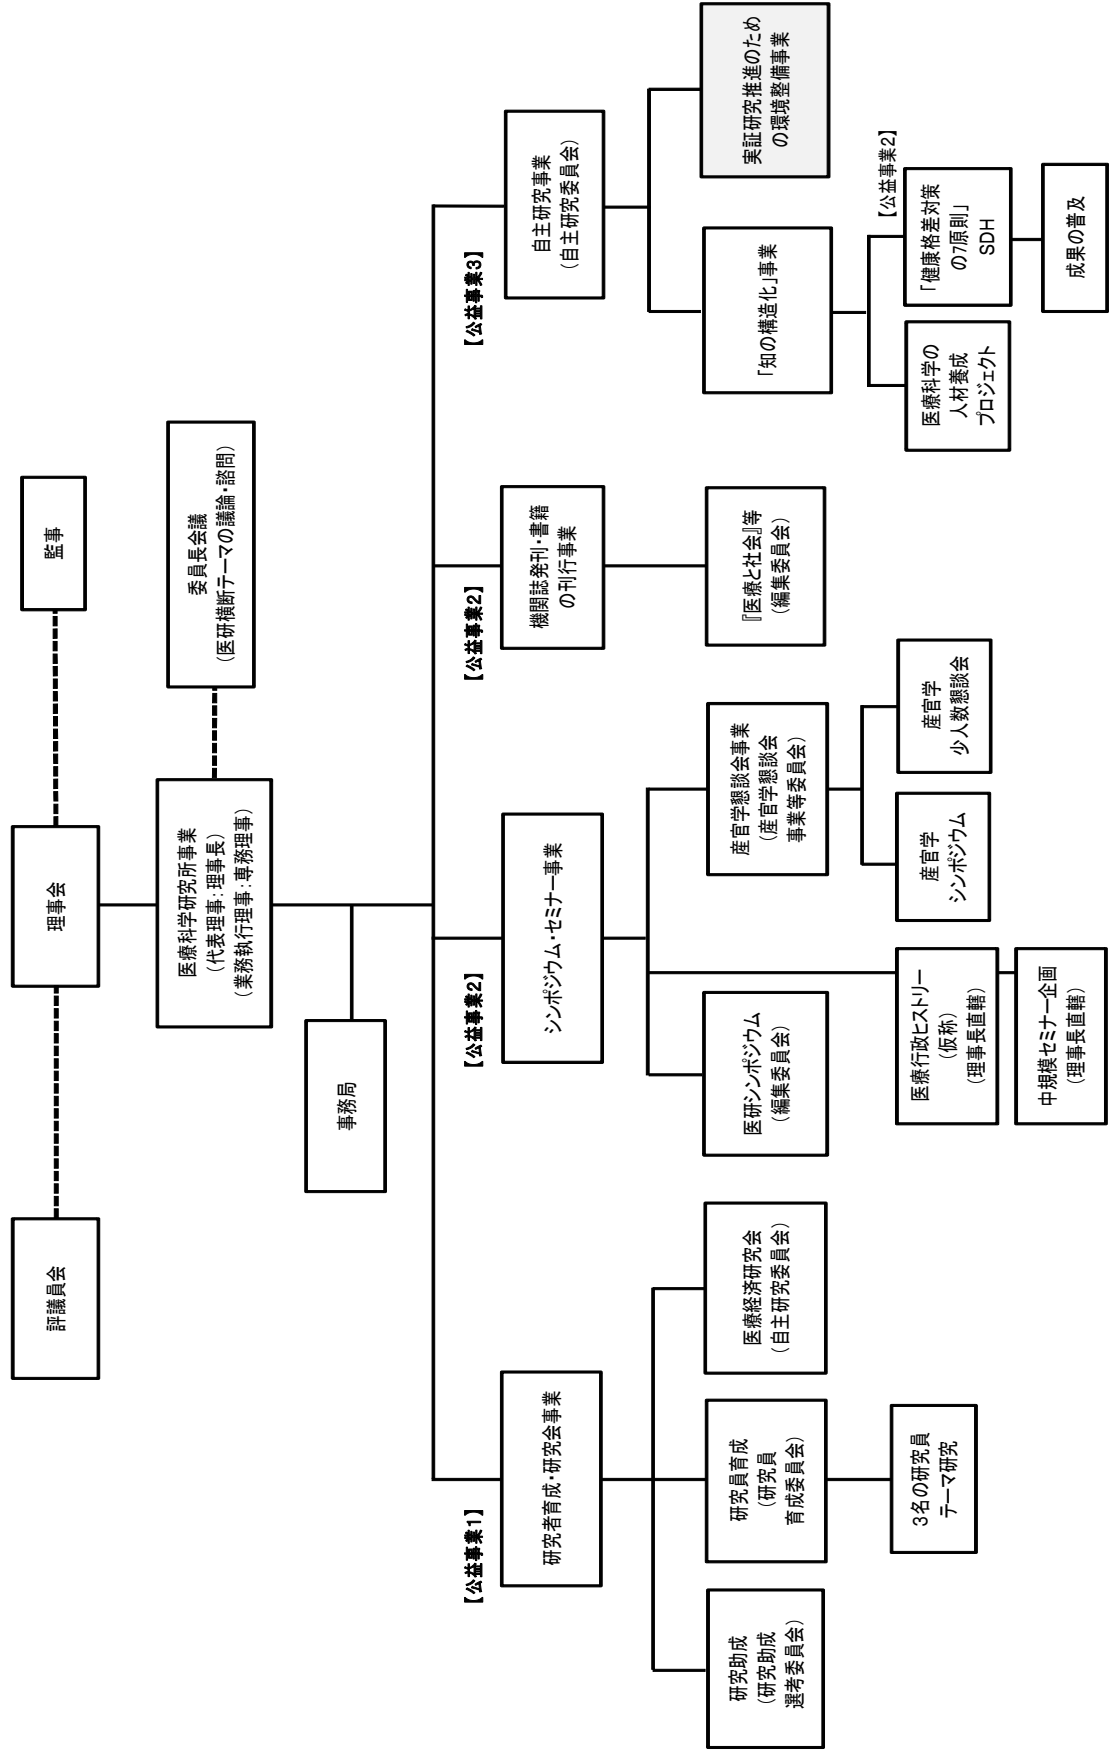 評議員会
理事会
監事
医療科学研究所事業
(代表理事:理事長)
(業務執行理事:専務理事)
委員長会議
(医研横断テーマの議論・諮問)
事務局
【公益事業1】
研究者育成・研究会事業
研究助成
(研究助成
選考委員会)
研究員育成
(研究員
育成委員会)
3名の研究員
テーマ研究
医療経済研究会
(自主研究委員会)
【公益事業2】
シンポジウム・セミナー事業
医研シンポジウム
(編集委員会)
医療行政ヒストリー
(仮称)
(理事長直轄)
中規模セミナー企画
(理事長直轄)
産官学懇談会事業
(産官学懇談会
事業等委員会)
産官学
シンポジウム
産官学
少人数懇談会
【公益事業2】
機関誌発刊・書籍
の刊行事業
『医療と社会』等
(編集委員会)
【公益事業3】
自主研究事業
(自主研究委員会)
「知の構造化」事業
医療科学の
人材養成
プロジェクト
【公益事業2】
「健康格差対策
の7原則」
SDH
成果の普及
実証研究推進のため
の環境整備事業